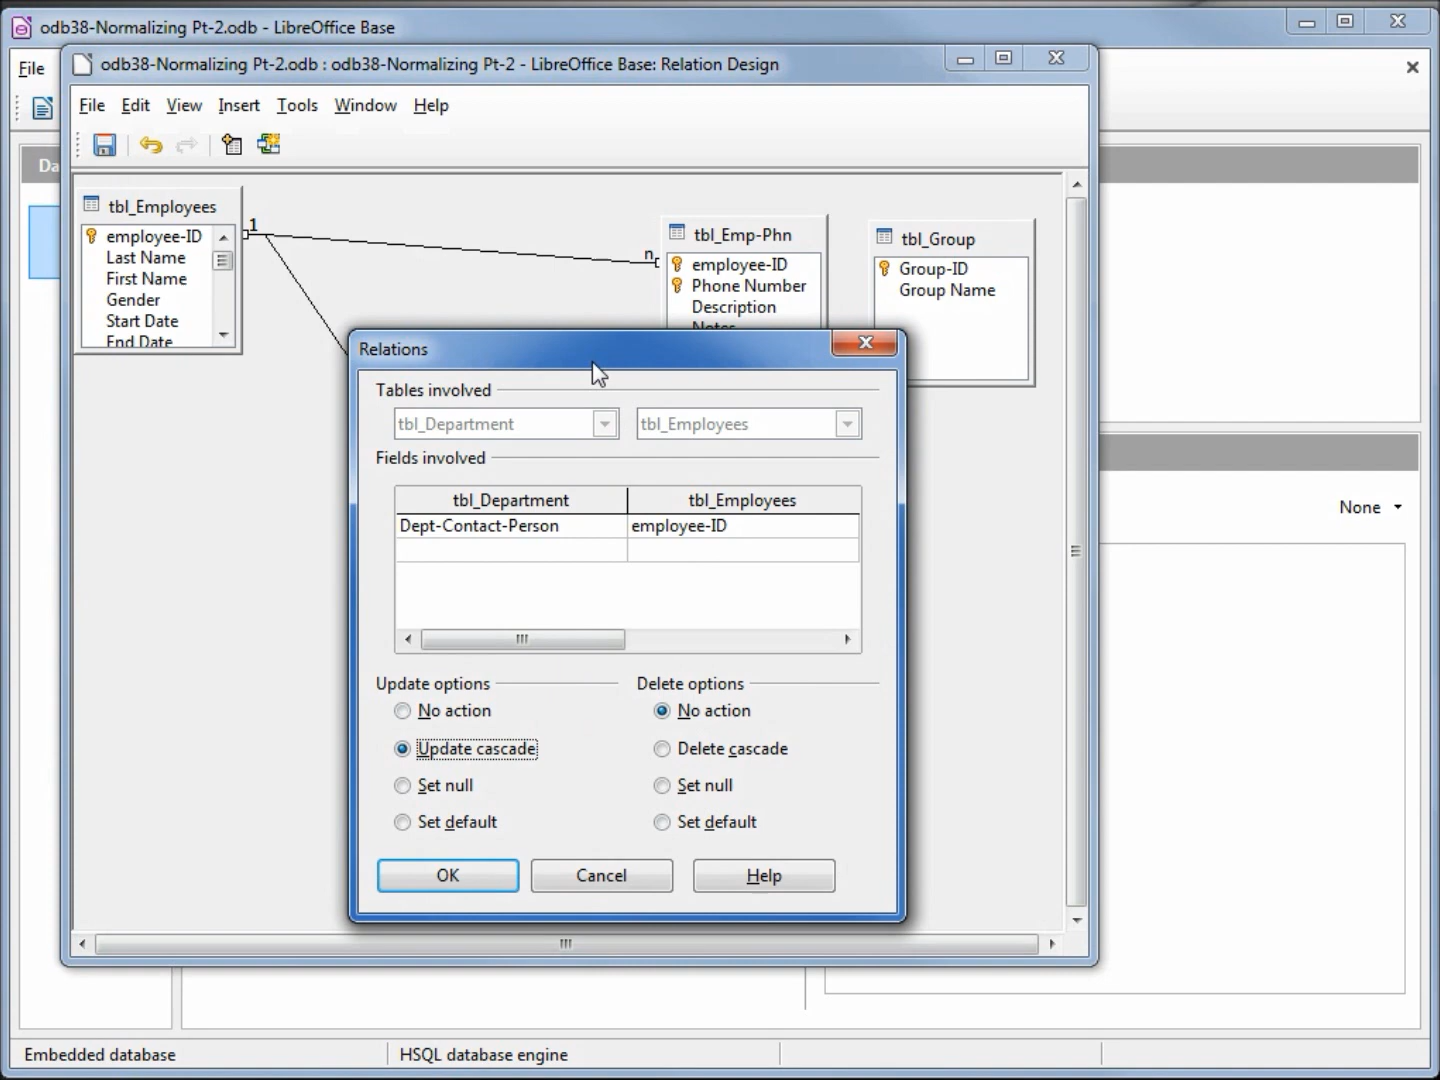 odb38-Normalizing Pt-2.odb - LibreOffice Base
File
odb38-Normalizing Pt-2.odb : odb38-Normalizing Pt-2 - LibreOffice Base: Relation Design
File Edit View Insert Tools Window Help
Da
tbl_Employees
employee-ID
Last Name
First Name
Gender
Start Date
End Date
1
n
tbl_Emp-Phn
employee-ID
Phone Number
Description
Notes
tbl_Group
Group-ID
Group Name
Relations
Tables involved
tbl_Department tbl_Employees
Fields involved
tbl_Department tbl_Employees
Dept-Contact-Person employee-ID
Update options Delete options
No action No action
Update cascade Delete cascade
Set null Set null
Set default Set default
OK Cancel Help
None
Embedded database HSQL database engine